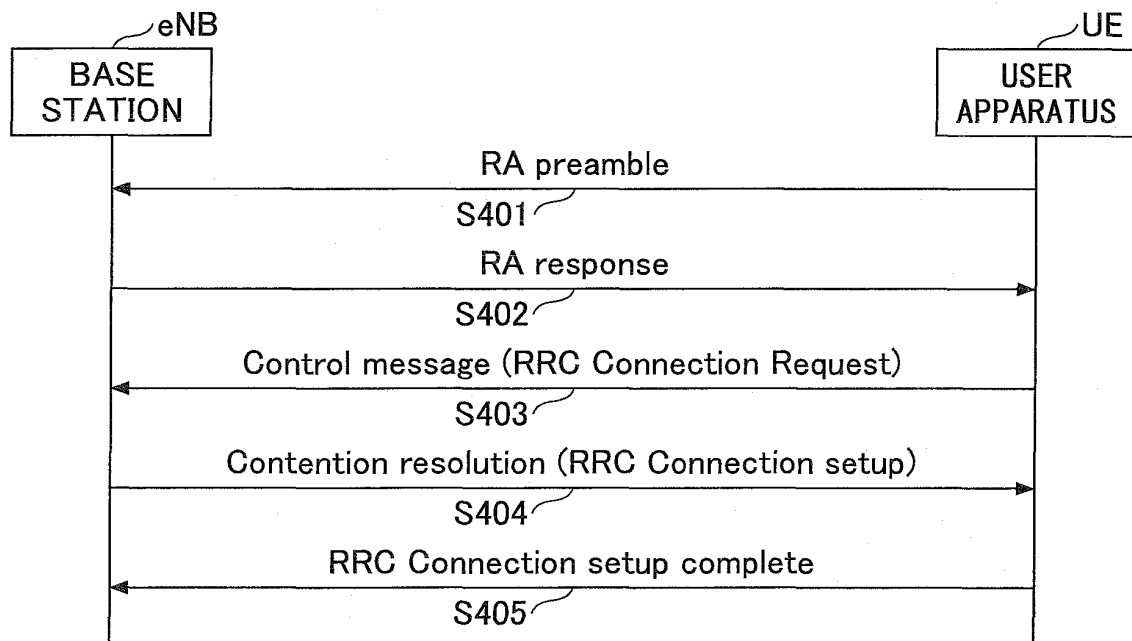 eNB
UE
BASE
STATION
USER
APPARATUS
RA preamble
S401
RA response
S402
Control message (RRC Connection Request)
S403
Contention resolution (RRC Connection setup)
S404
RRC Connection setup complete
S405